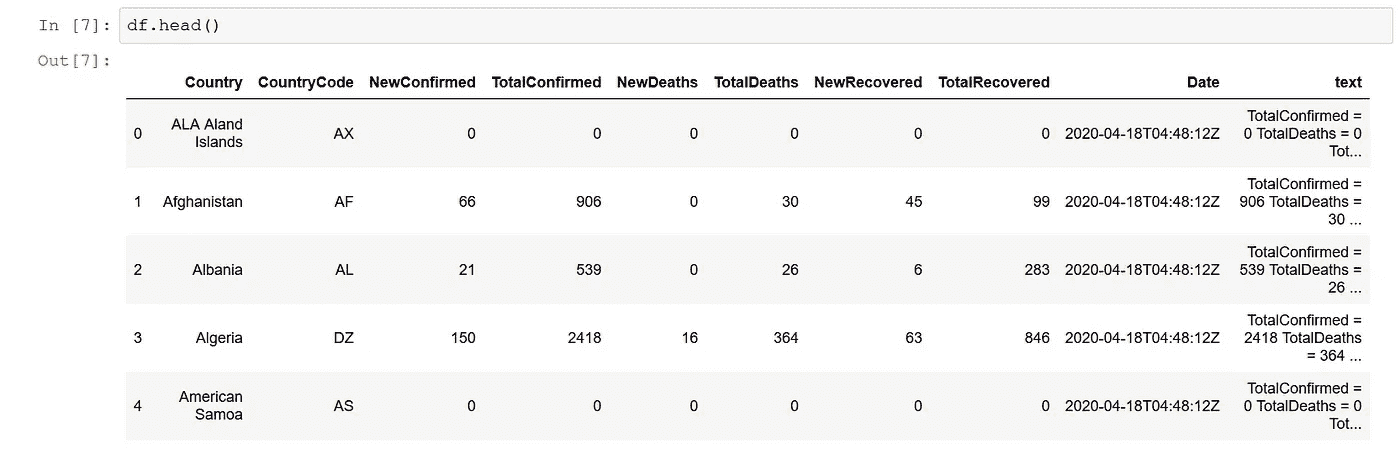 In [7]: df.head()
Out[7]:
Country CountryCode NewConfirmed TotalConfirmed NewDeaths TotalDeaths NewRecovered TotalRecovered Date text
0 ALA Aland Islands AX 0 0 0 0 0 0 2020-04-18T04:48:12Z TotalConfirmed = 0 TotalDeaths = 0 Tot...
1 Afghanistan AF 66 906 0 30 45 99 2020-04-18T04:48:12Z TotalConfirmed = 906 TotalDeaths = 30 ...
2 Albania AL 21 539 0 26 6 283 2020-04-18T04:48:12Z TotalConfirmed = 539 TotalDeaths = 26 ...
3 Algeria DZ 150 2418 16 364 63 846 2020-04-18T04:48:12Z TotalConfirmed = 2418 TotalDeaths = 364 ...
4 American Samoa AS 0 0 0 0 0 0 2020-04-18T04:48:12Z TotalConfirmed = 0 TotalDeaths = 0 Tot...